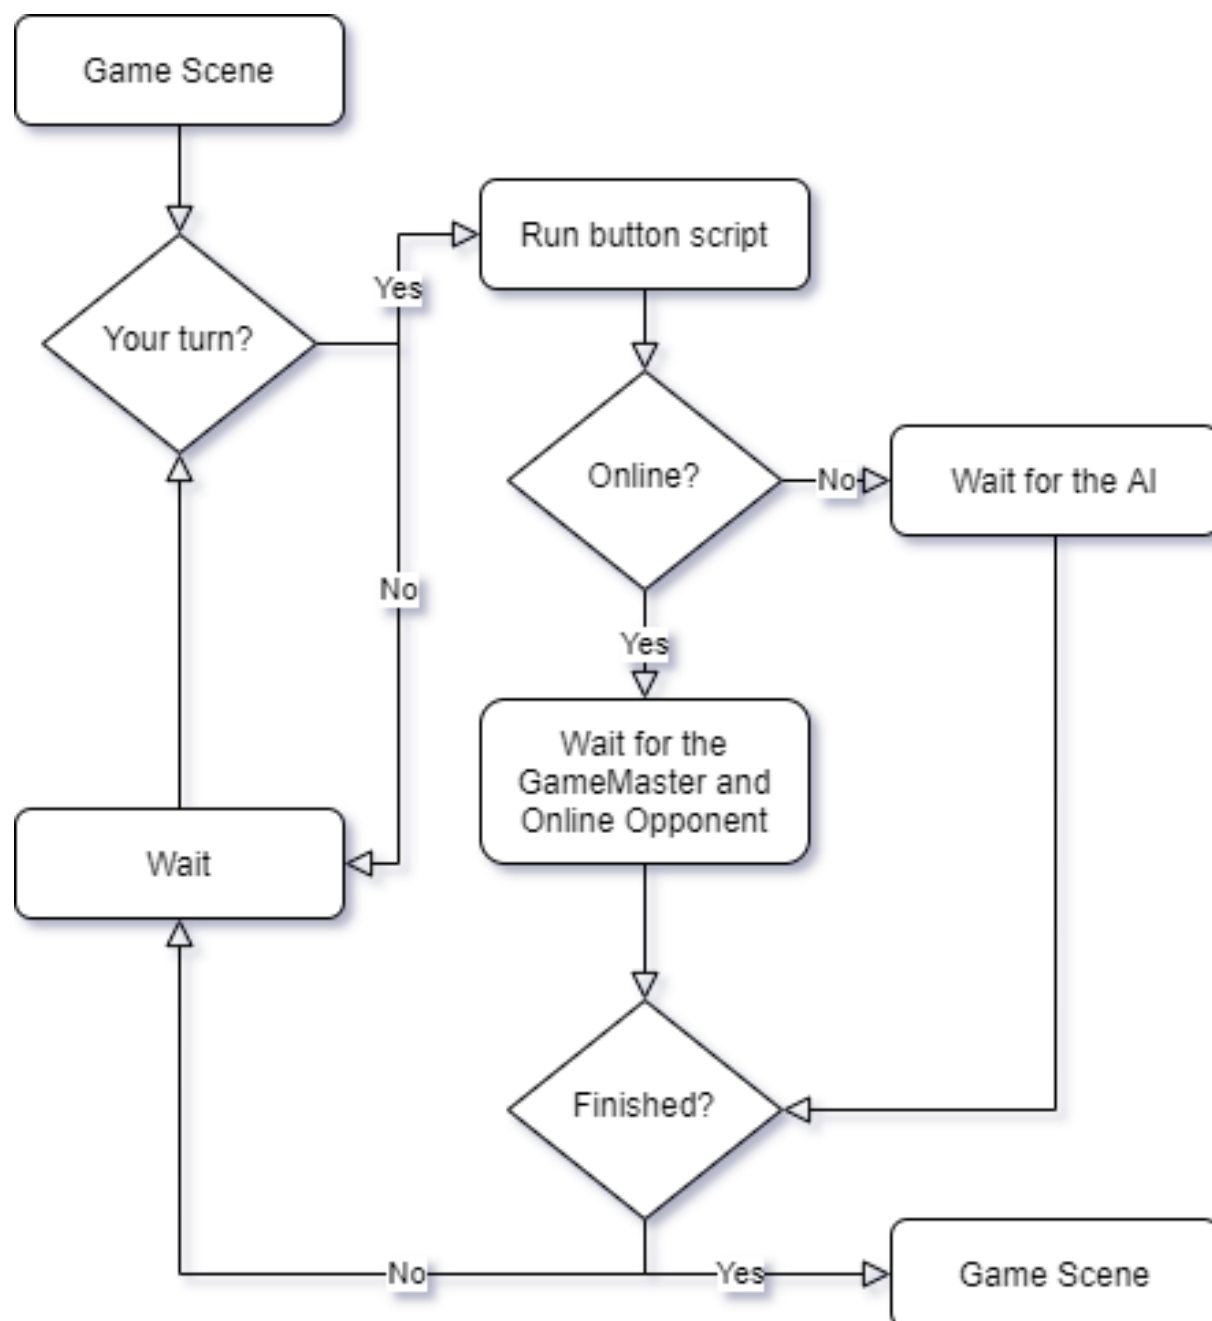 Game Scene
Your turn?
Yes
Run button script
Online?
No
Wait for the AI
No
Yes
Wait for the
GameMaster and
Online Opponent
Wait
Finished?
No
Yes
Game Scene